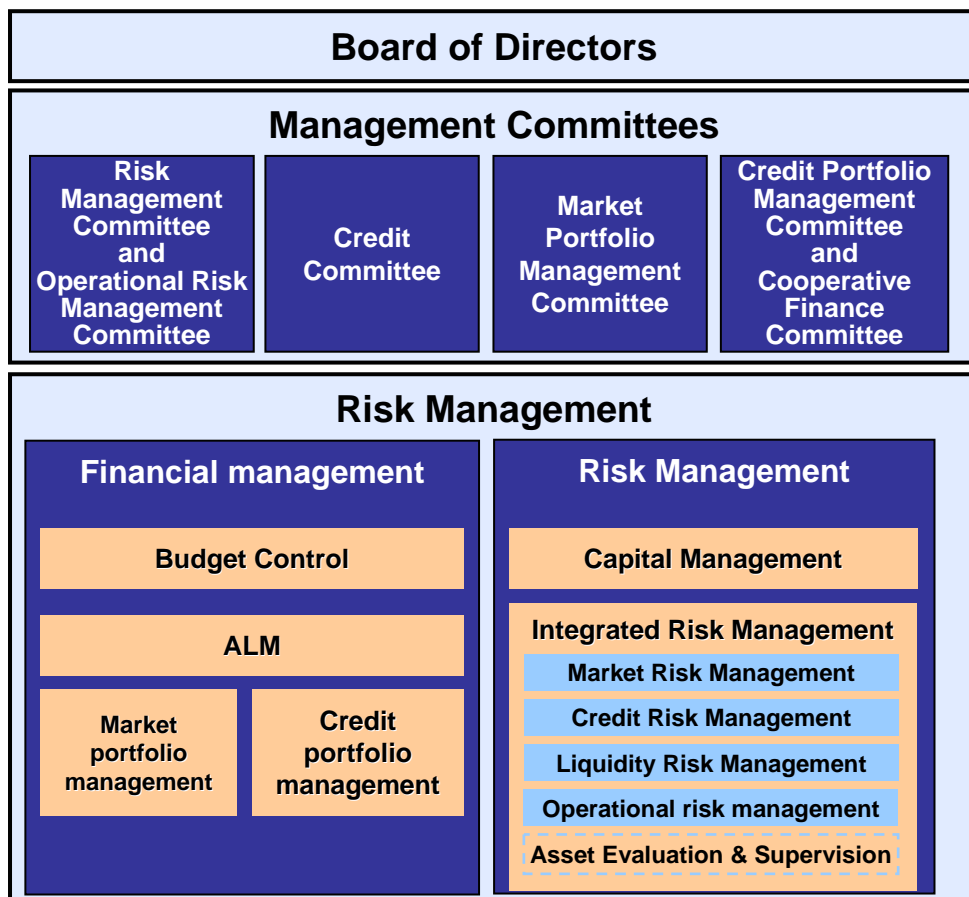 Board of Directors
Management Committees
Risk
Management
Committee
and
Operational Risk
Management
Committee
Credit
Committee
Market
Portfolio
Management
Committee
Credit Portfolio
Management
Committee
and
Cooperative
Finance
Committee
Risk Management
Financial management
Budget Control
ALM
Market
portfolio
management
Credit
portfolio
management
Risk Management
Capital Management
Integrated Risk Management
Market Risk Management
Credit Risk Management
Liquidity Risk Management
Operational risk management
Asset Evaluation & Supervision